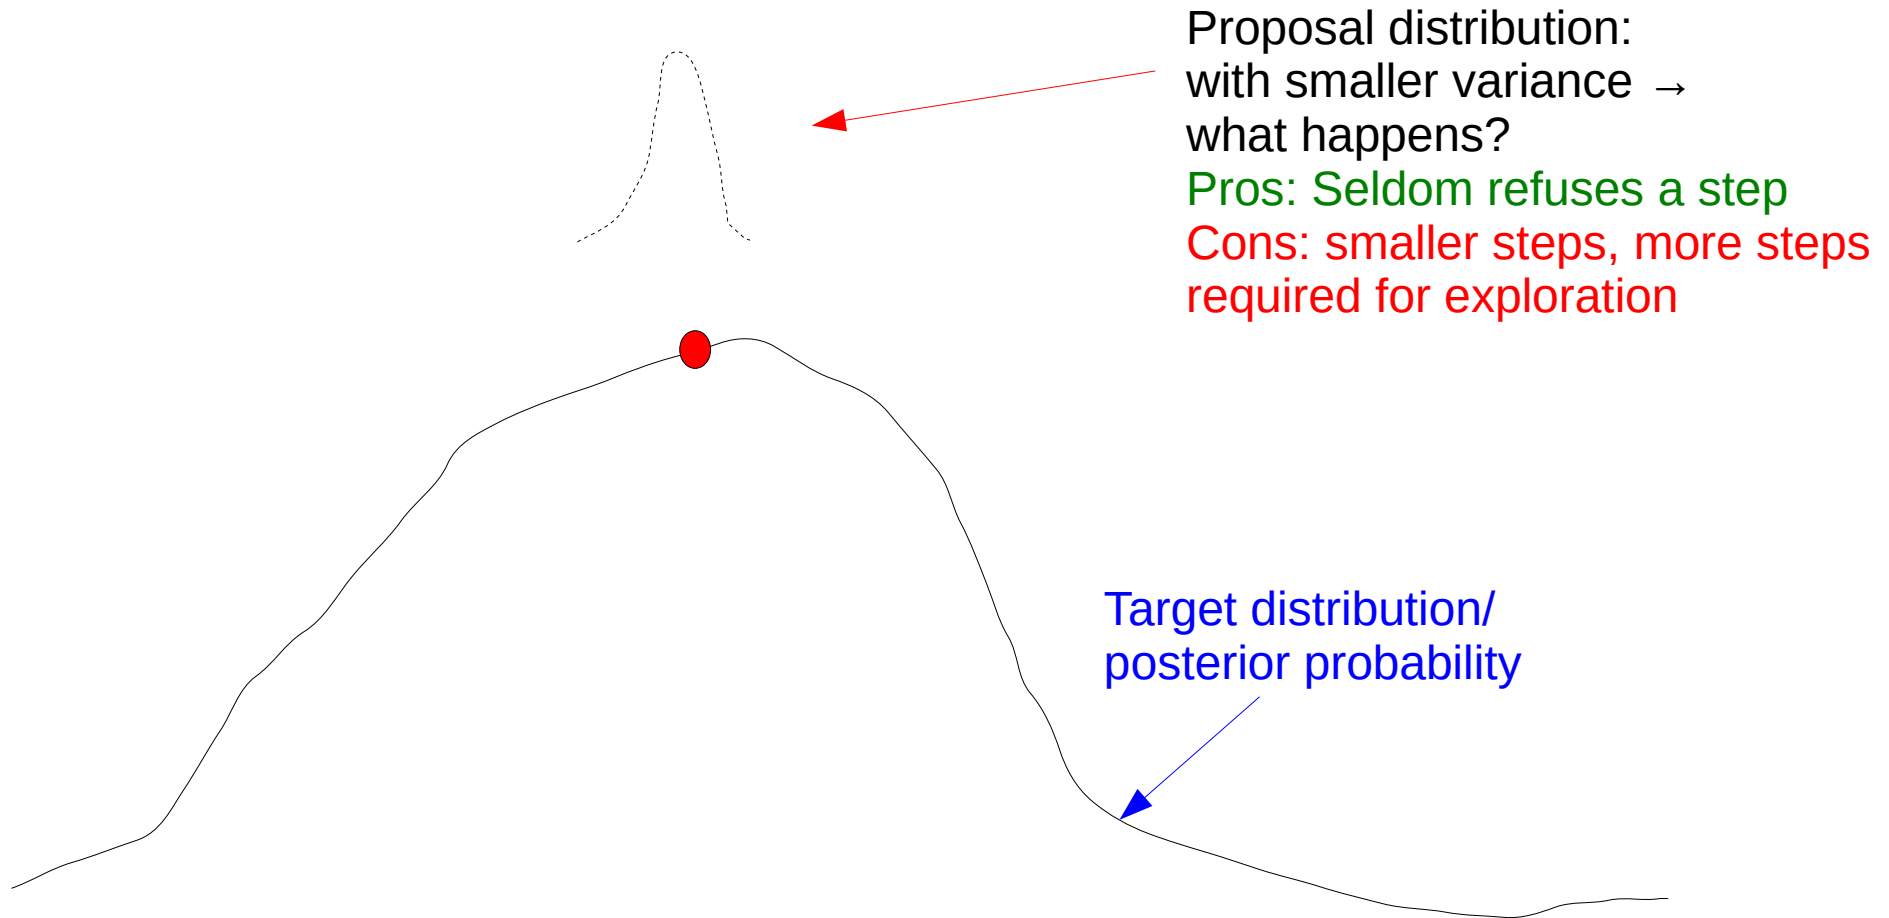 Proposal distribution:
with smaller variance →
what happens?
Pros: Seldom refuses a step
Cons: smaller steps, more steps
required for exploration
Target distribution/
posterior probability